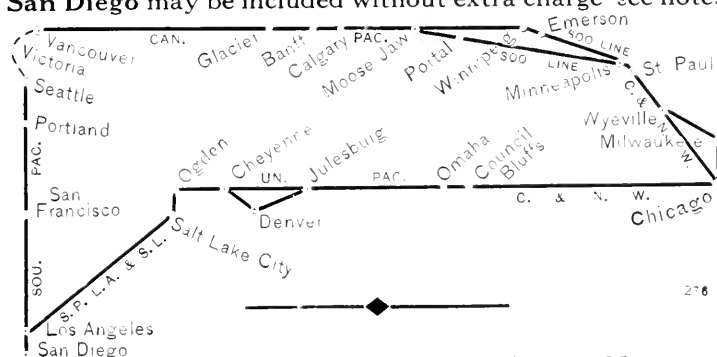 San Diego may be included without extra charge see note
Vancouver
CAN.
Glacier
Banff
Calgary
PAC.
Moose Jaw
Portal
Winnipeg
Emerson
SOO LINE
SOO LINE
Minneapolis
St Paul
Victoria
Seattle
Portland
PAC.
San
Francisco
SOU.
Los Angeles
San Diego
S. P. L. A. & S. L.
Salt Lake City
Ogden
Cheyenne
UN.
Denver
Julesburg
PAC.
Omaha
Council
Bluffs
C. & N. W.
Chicago
C. & N. W.
Wyeville
Milwaukee
276